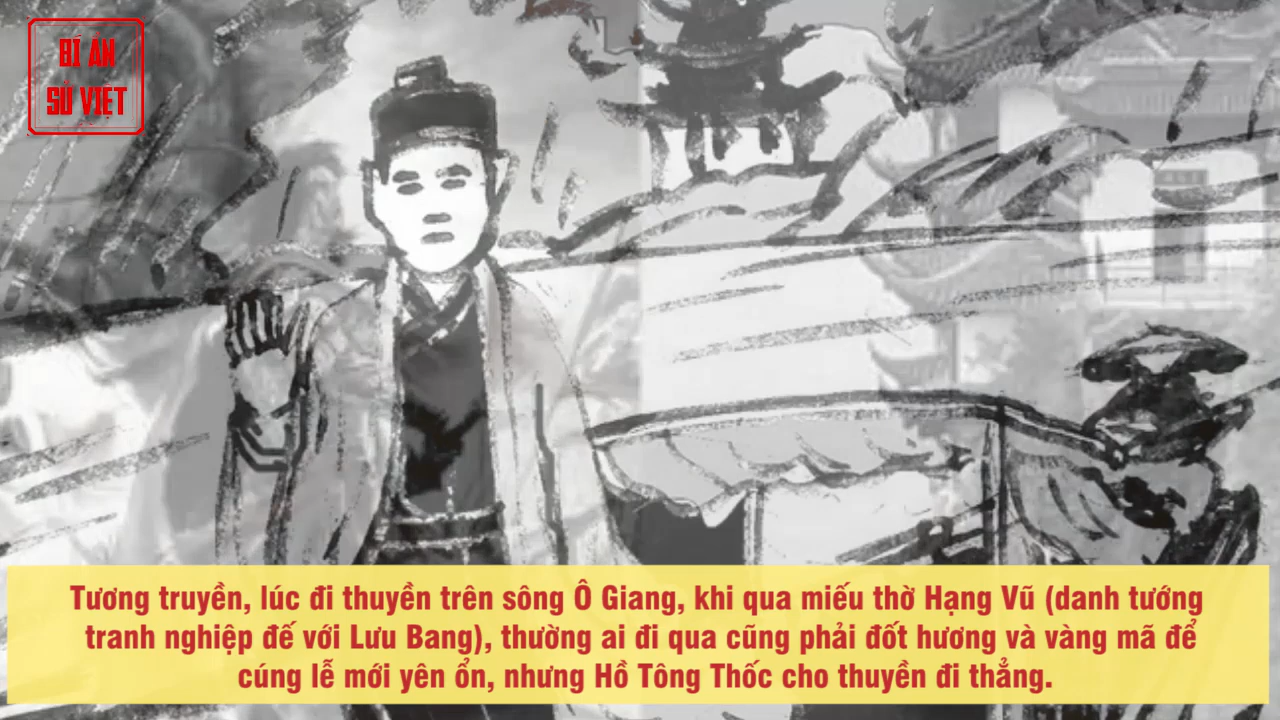 BÍ ẨN
SỬ VIỆT
Tương truyền, lúc đi thuyền trên sông Ô Giang, khi qua miếu thờ Hạng Vũ (danh tướng
tranh nghiệp đế với Lưu Bang), thường ai đi qua cũng phải đốt hương và vàng mã để
cúng lễ mới yên ổn, nhưng Hồ Tông Thốc cho thuyền đi thẳng.